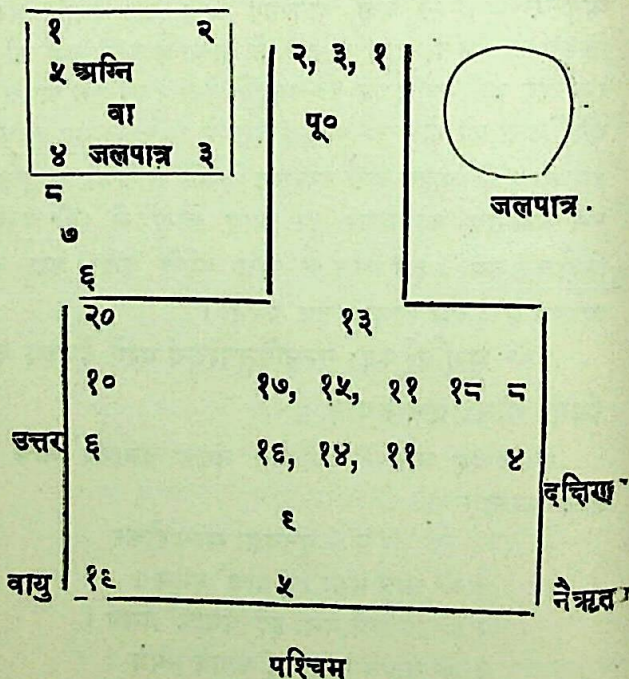 १ २
५ अग्नि
वा
४ जलपात्र ३
८
७
६
२, ३, १
पू०
जलपात्र
२० १३
१० १७, १५, ११ १८ ८
उत्तर ६ १६, १४, ११ ४ दक्षिण
९
वायु १९ ५ नैऋत
पश्चिम